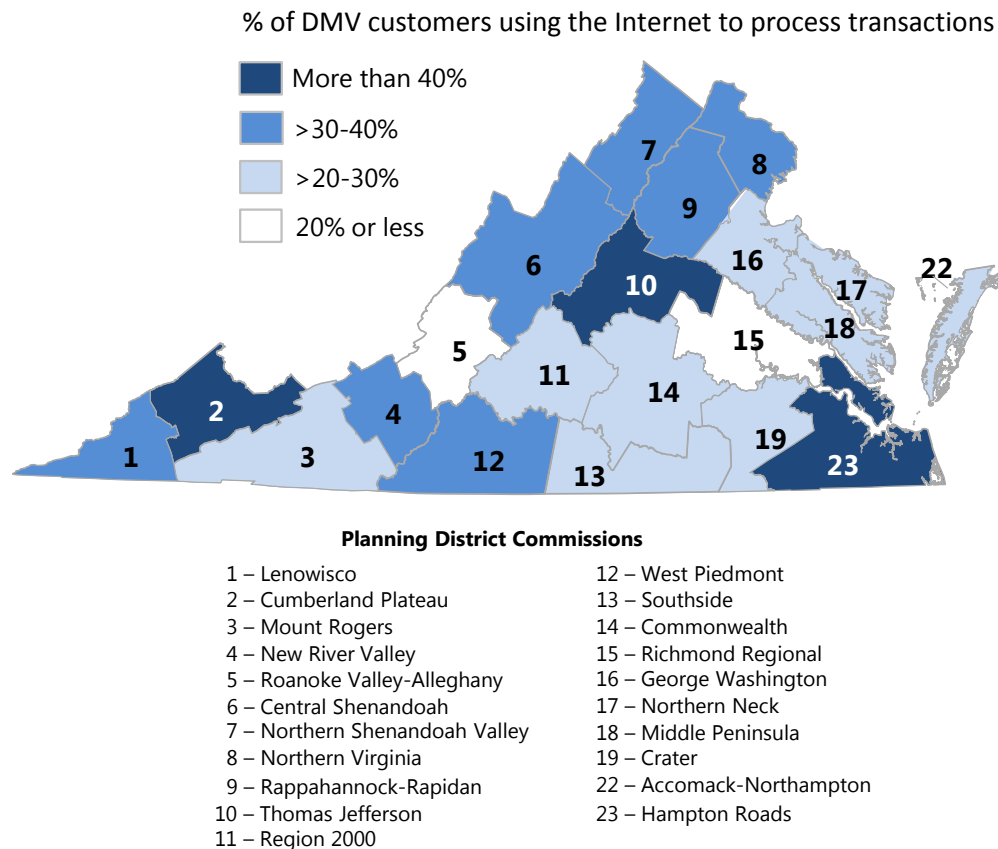 % of DMV customers using the Internet to process transactions
More than 40%
>30-40%
>20-30%
20% or less
7
8
9
6
16
22
10
17
18
15
5
11
14
2
4
19
1
3
12
13
23
Planning District Commissions
1 – Lenowisco
2 – Cumberland Plateau
3 – Mount Rogers
4 – New River Valley
5 – Roanoke Valley-Alleghany
6 – Central Shenandoah
7 – Northern Shenandoah Valley
8 – Northern Virginia
9 – Rappahannock-Rapidan
10 – Thomas Jefferson
11 – Region 2000
12 – West Piedmont
13 – Southside
14 – Commonwealth
15 – Richmond Regional
16 – George Washington
17 – Northern Neck
18 – Middle Peninsula
19 – Crater
22 – Accomack-Northampton
23 – Hampton Roads